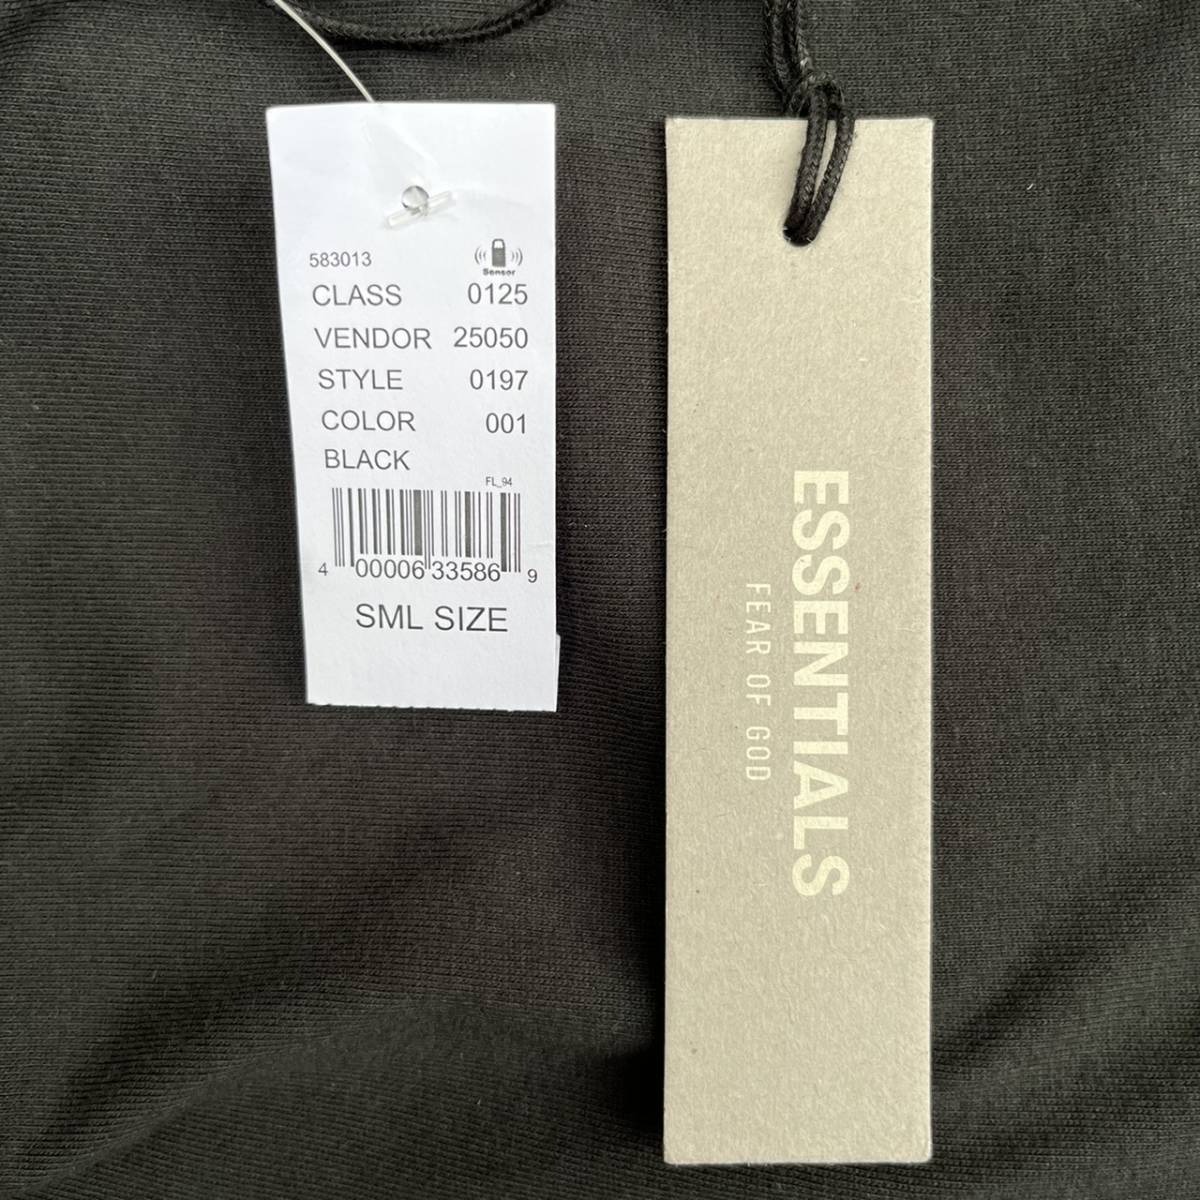 583013
Sensor
CLASS 0125
VENDOR 25050
STYLE 0197
COLOR 001
BLACK
FL_94
4 00006 33586 9
SML SIZE
ESSENTIALS
FEAR OF GOD